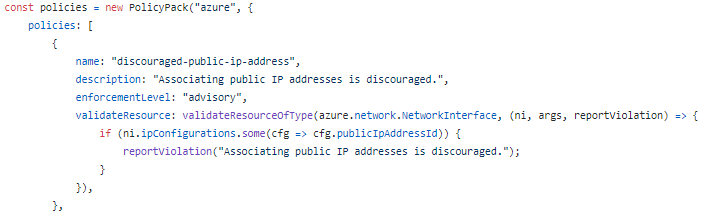 const policies = new PolicyPack("azure", {
    policies: [
        {
            name: "discouraged-public-ip-address",
            description: "Associating public IP addresses is discouraged.",
            enforcementLevel: "advisory",
            validateResource: validateResourceOfType(azure.network.NetworkInterface, (ni, args, reportViolation) => {
                if (ni.ipConfigurations.some(cfg => cfg.publicIpAddressId)) {
                    reportViolation("Associating public IP addresses is discouraged.");
                }
            }),
        },